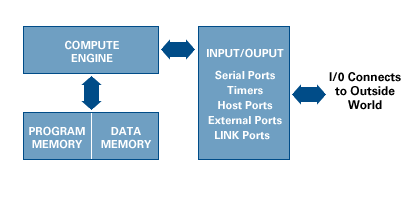 COMPUTE
ENGINE
INPUT/OUPUT
Serial Ports
Timers
Host Ports
External Ports
LINK Ports
I/0 Connects
to Outside
World
PROGRAM
MEMORY
DATA
MEMORY